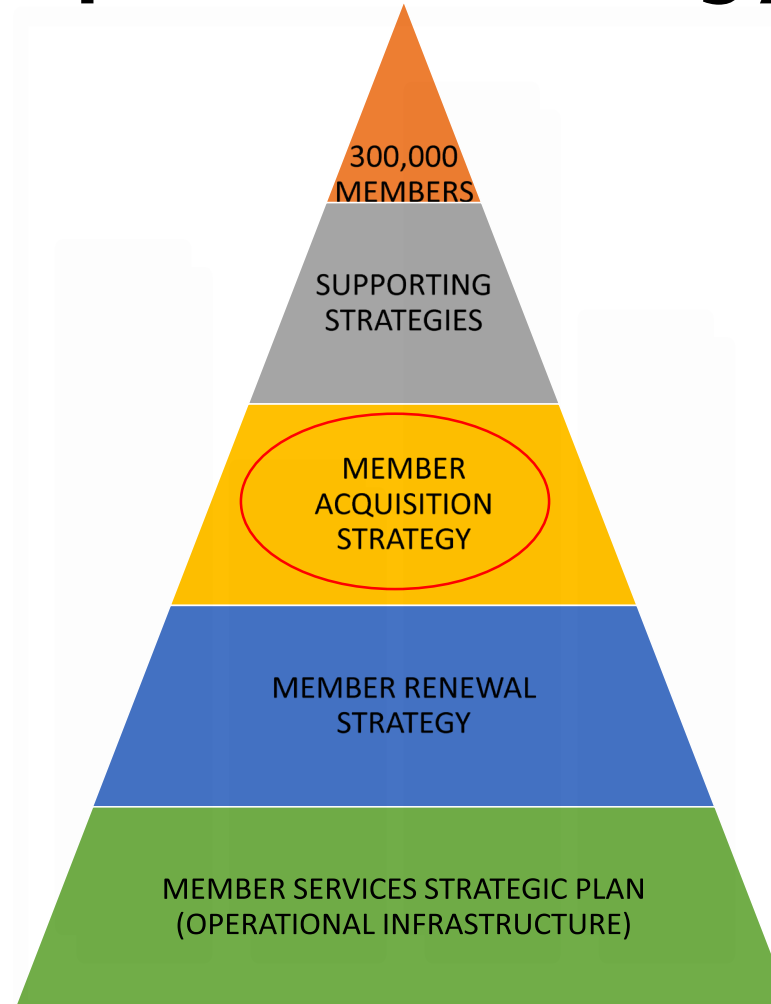 300,000
MEMBERS
SUPPORTING
STRATEGIES
MEMBER
ACQUISITION
STRATEGY
MEMBER RENEWAL
STRATEGY
MEMBER SERVICES STRATEGIC PLAN
(OPERATIONAL INFRASTRUCTURE)